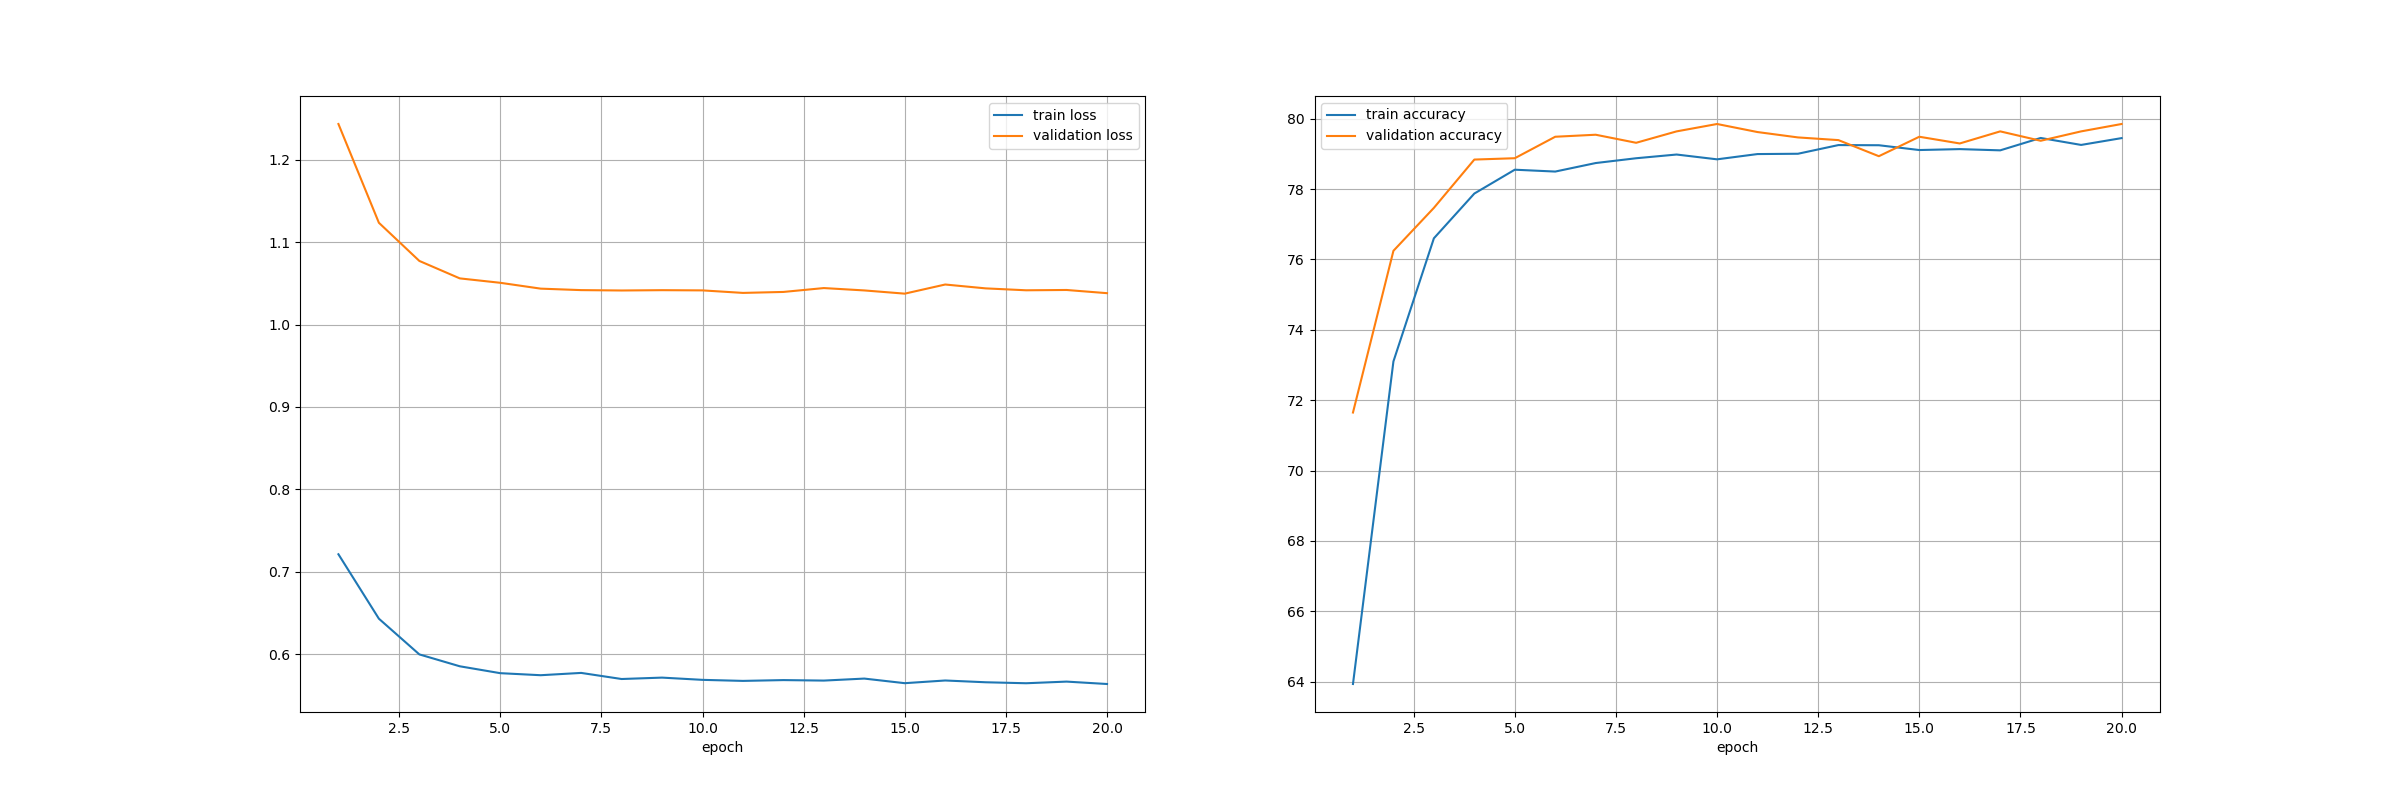 train loss
validation loss
1.2
1.1
1.0
0.9
0.8
0.7
0.6
2.5 5.0 7.5 10.0 12.5 15.0 17.5 20.0
epoch
train accuracy
validation accuracy
80
78
76
74
72
70
68
66
64
2.5 5.0 7.5 10.0 12.5 15.0 17.5 20.0
epoch